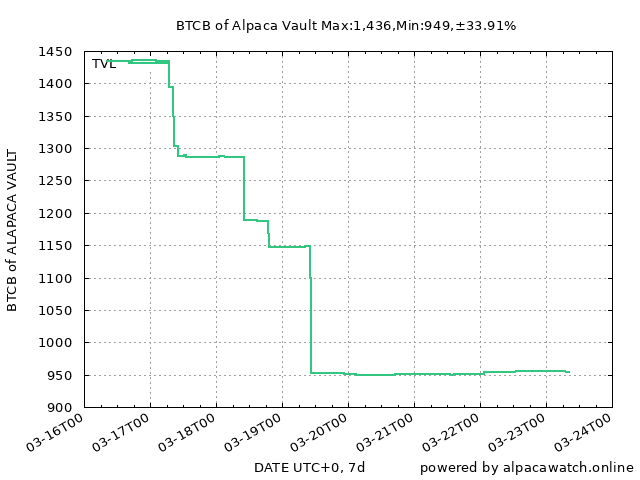 BTCB of Alpaca Vault Max:1,436,Min:949,±33.91%
1450
TVL
1400
1350
1300
1250
1200
1150
1100
1050
1000
950
900
BTCB of ALAPACA VAULT
03-16T00
03-17T00
03-18T00
03-19T00
03-20T00
03-21T00
03-22T00
03-23T00
03-24T00
DATE UTC+0, 7d
powered by alpacawatch.online